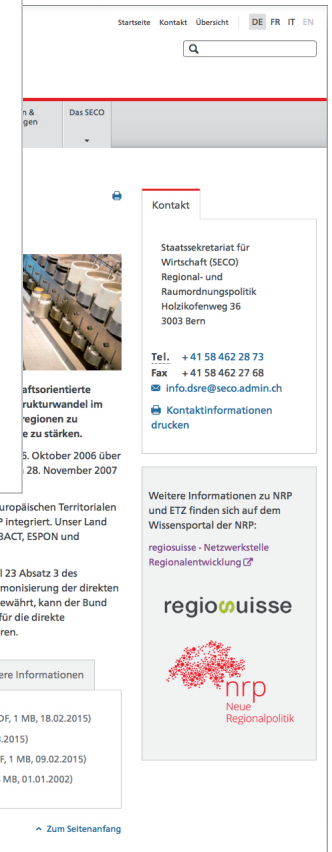 Startseite Kontakt Übersicht DE FR IT EN
n & Das SECO
gen
Kontakt
Staatssekretariat für
Wirtschaft (SECO)
Regional- und
Raumordnungspolitik
Holzikofenweg 36
3003 Bern
Tel. + 41 58 462 28 73
Fax + 41 58 462 27 68
info.dsre@seco.admin.ch
Kontaktinformationen
drucken
aftsorientierte
rukturwandel im
regionen zu
e zu stärken.
6. Oktober 2006 über
28. November 2007
uropäischen Territorialen
P integriert. Unser Land
BACT, ESPON und
l 23 Absatz 3 des
monisierung der direkten
ewährt, kann der Bund
für die direkte
ren.
Weitere Informationen zu NRP
und ETZ finden sich auf dem
Wissensportal der NRP:
regiosuisse - Netzwerkstelle
Regionalentwicklung
regiosuisse
nrp
Neue
Regionalpolitik
ere Informationen
DF, 1 MB, 18.02.2015)
.2015)
F, 1 MB, 09.02.2015)
MB, 01.01.2002)
Zum Seitenanfang